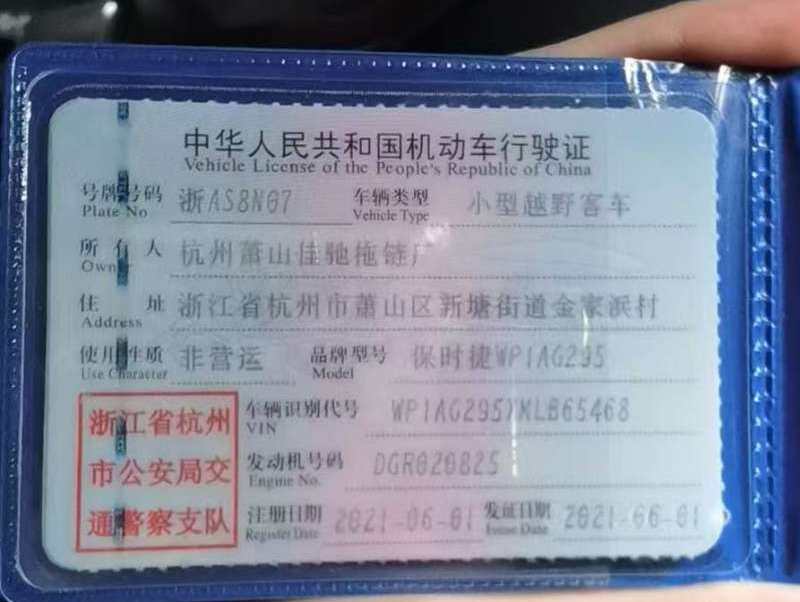 中华人民共和国机动车行驶证
Vehicle License of the People's Republic of China
号牌号码 浙AS8N07 车辆类型 小型越野客车
Plate No Vehicle Type
所有人 杭州萧山佳驰拖链厂
Owner
住址 浙江省杭州市萧山区新塘街道金家浜村
Address
使用性质 非营运 品牌型号 保时捷WP1AG295
Use Character Model
浙江省杭州 车辆识别代号 WP1AG295XMLB65468
VIN
市公安局交 发动机号码 DGR020825
Engine No.
通警察支队 注册日期 2021-06-01 发证日期 2021-06-01
Register Date Issue Date